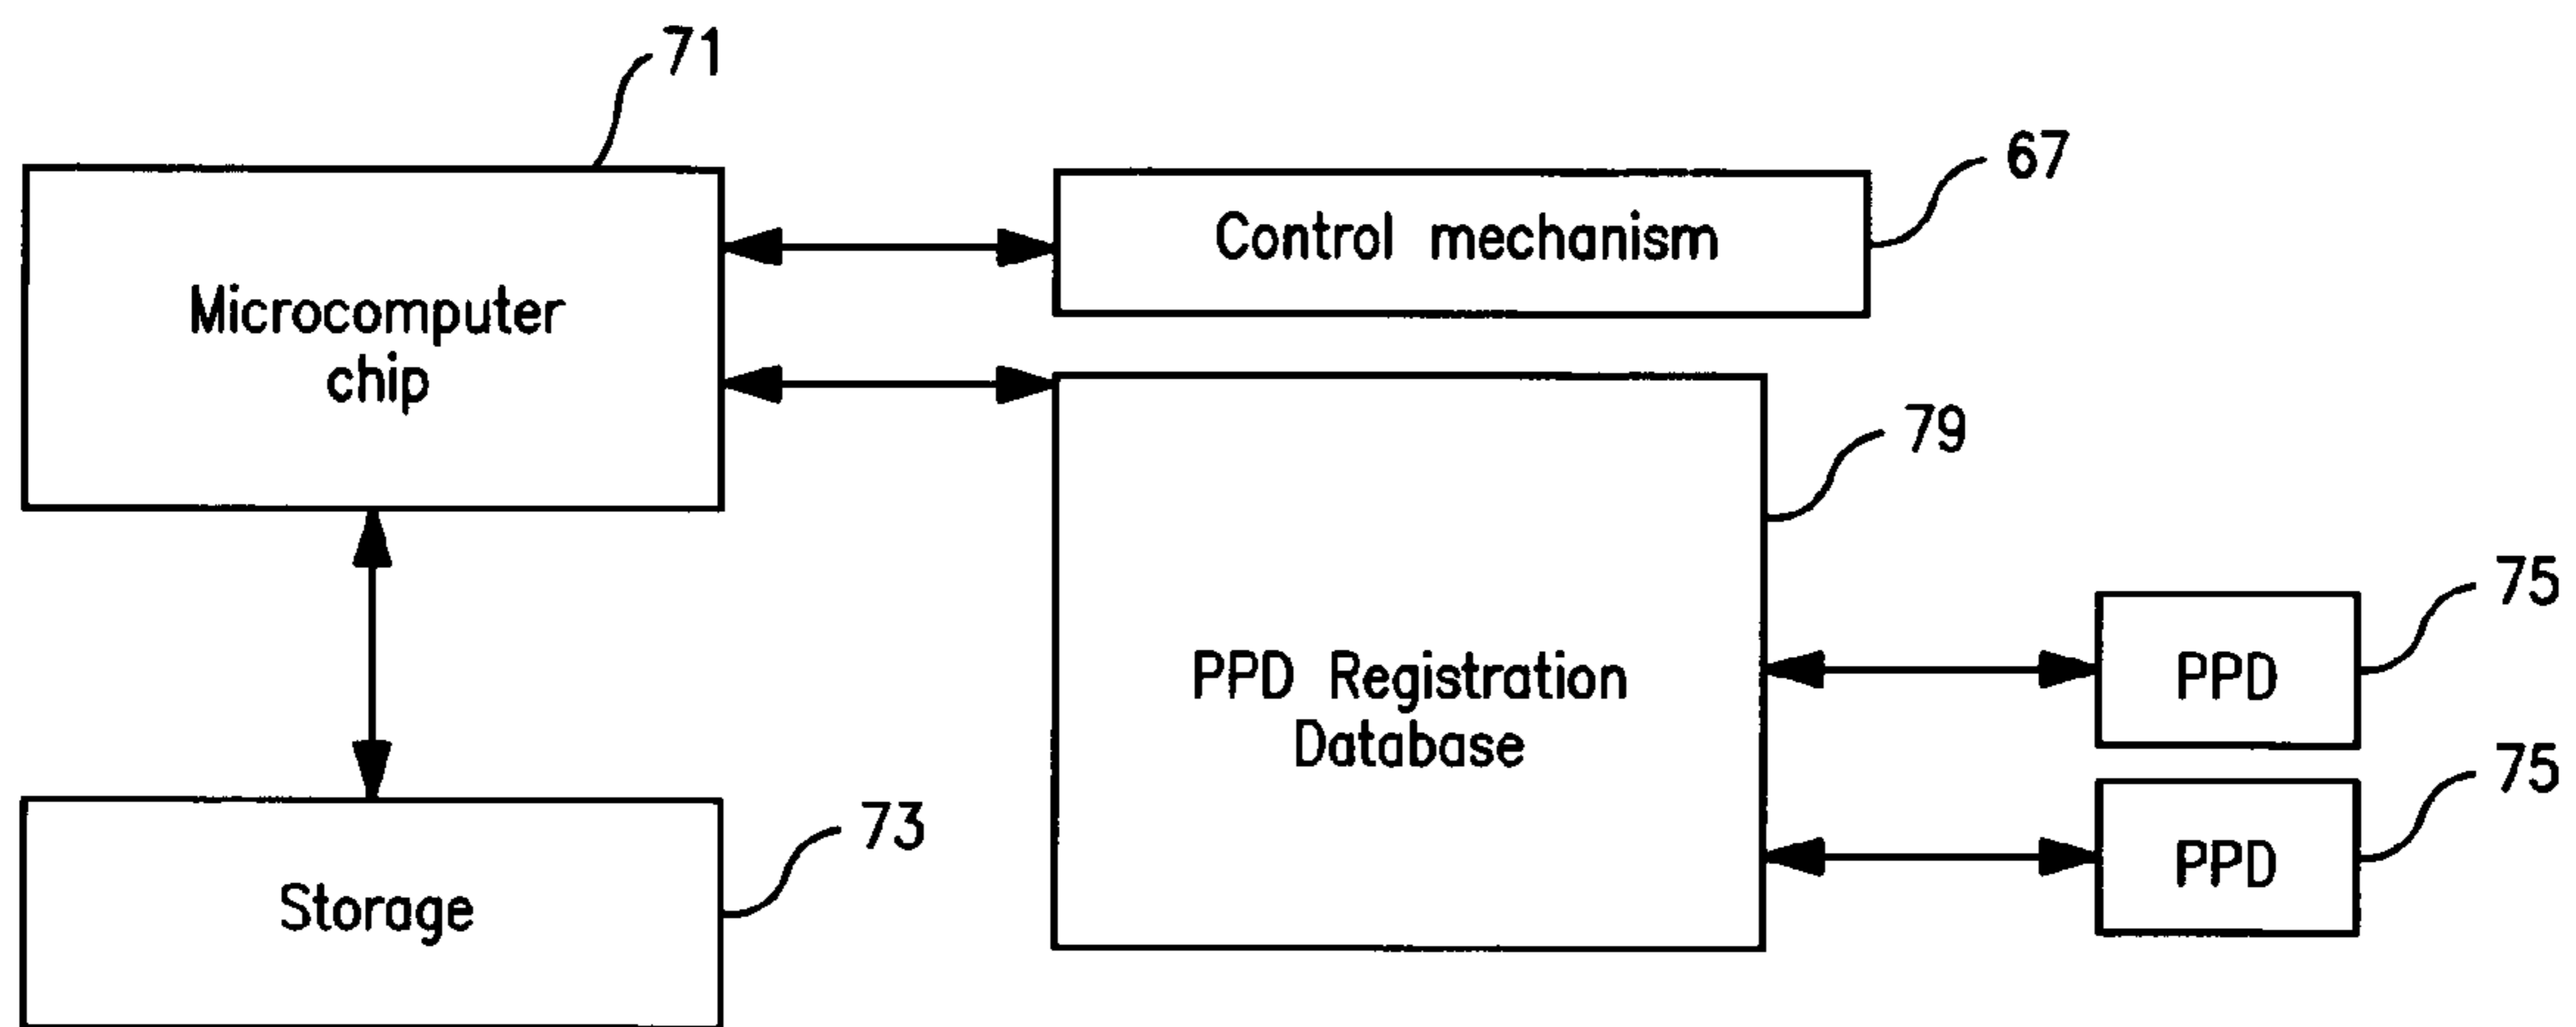 71
67
Control mechanism
Microcomputer
chip
79
75
PPD Registration
Database
PPD
75
73
PPD
Storage